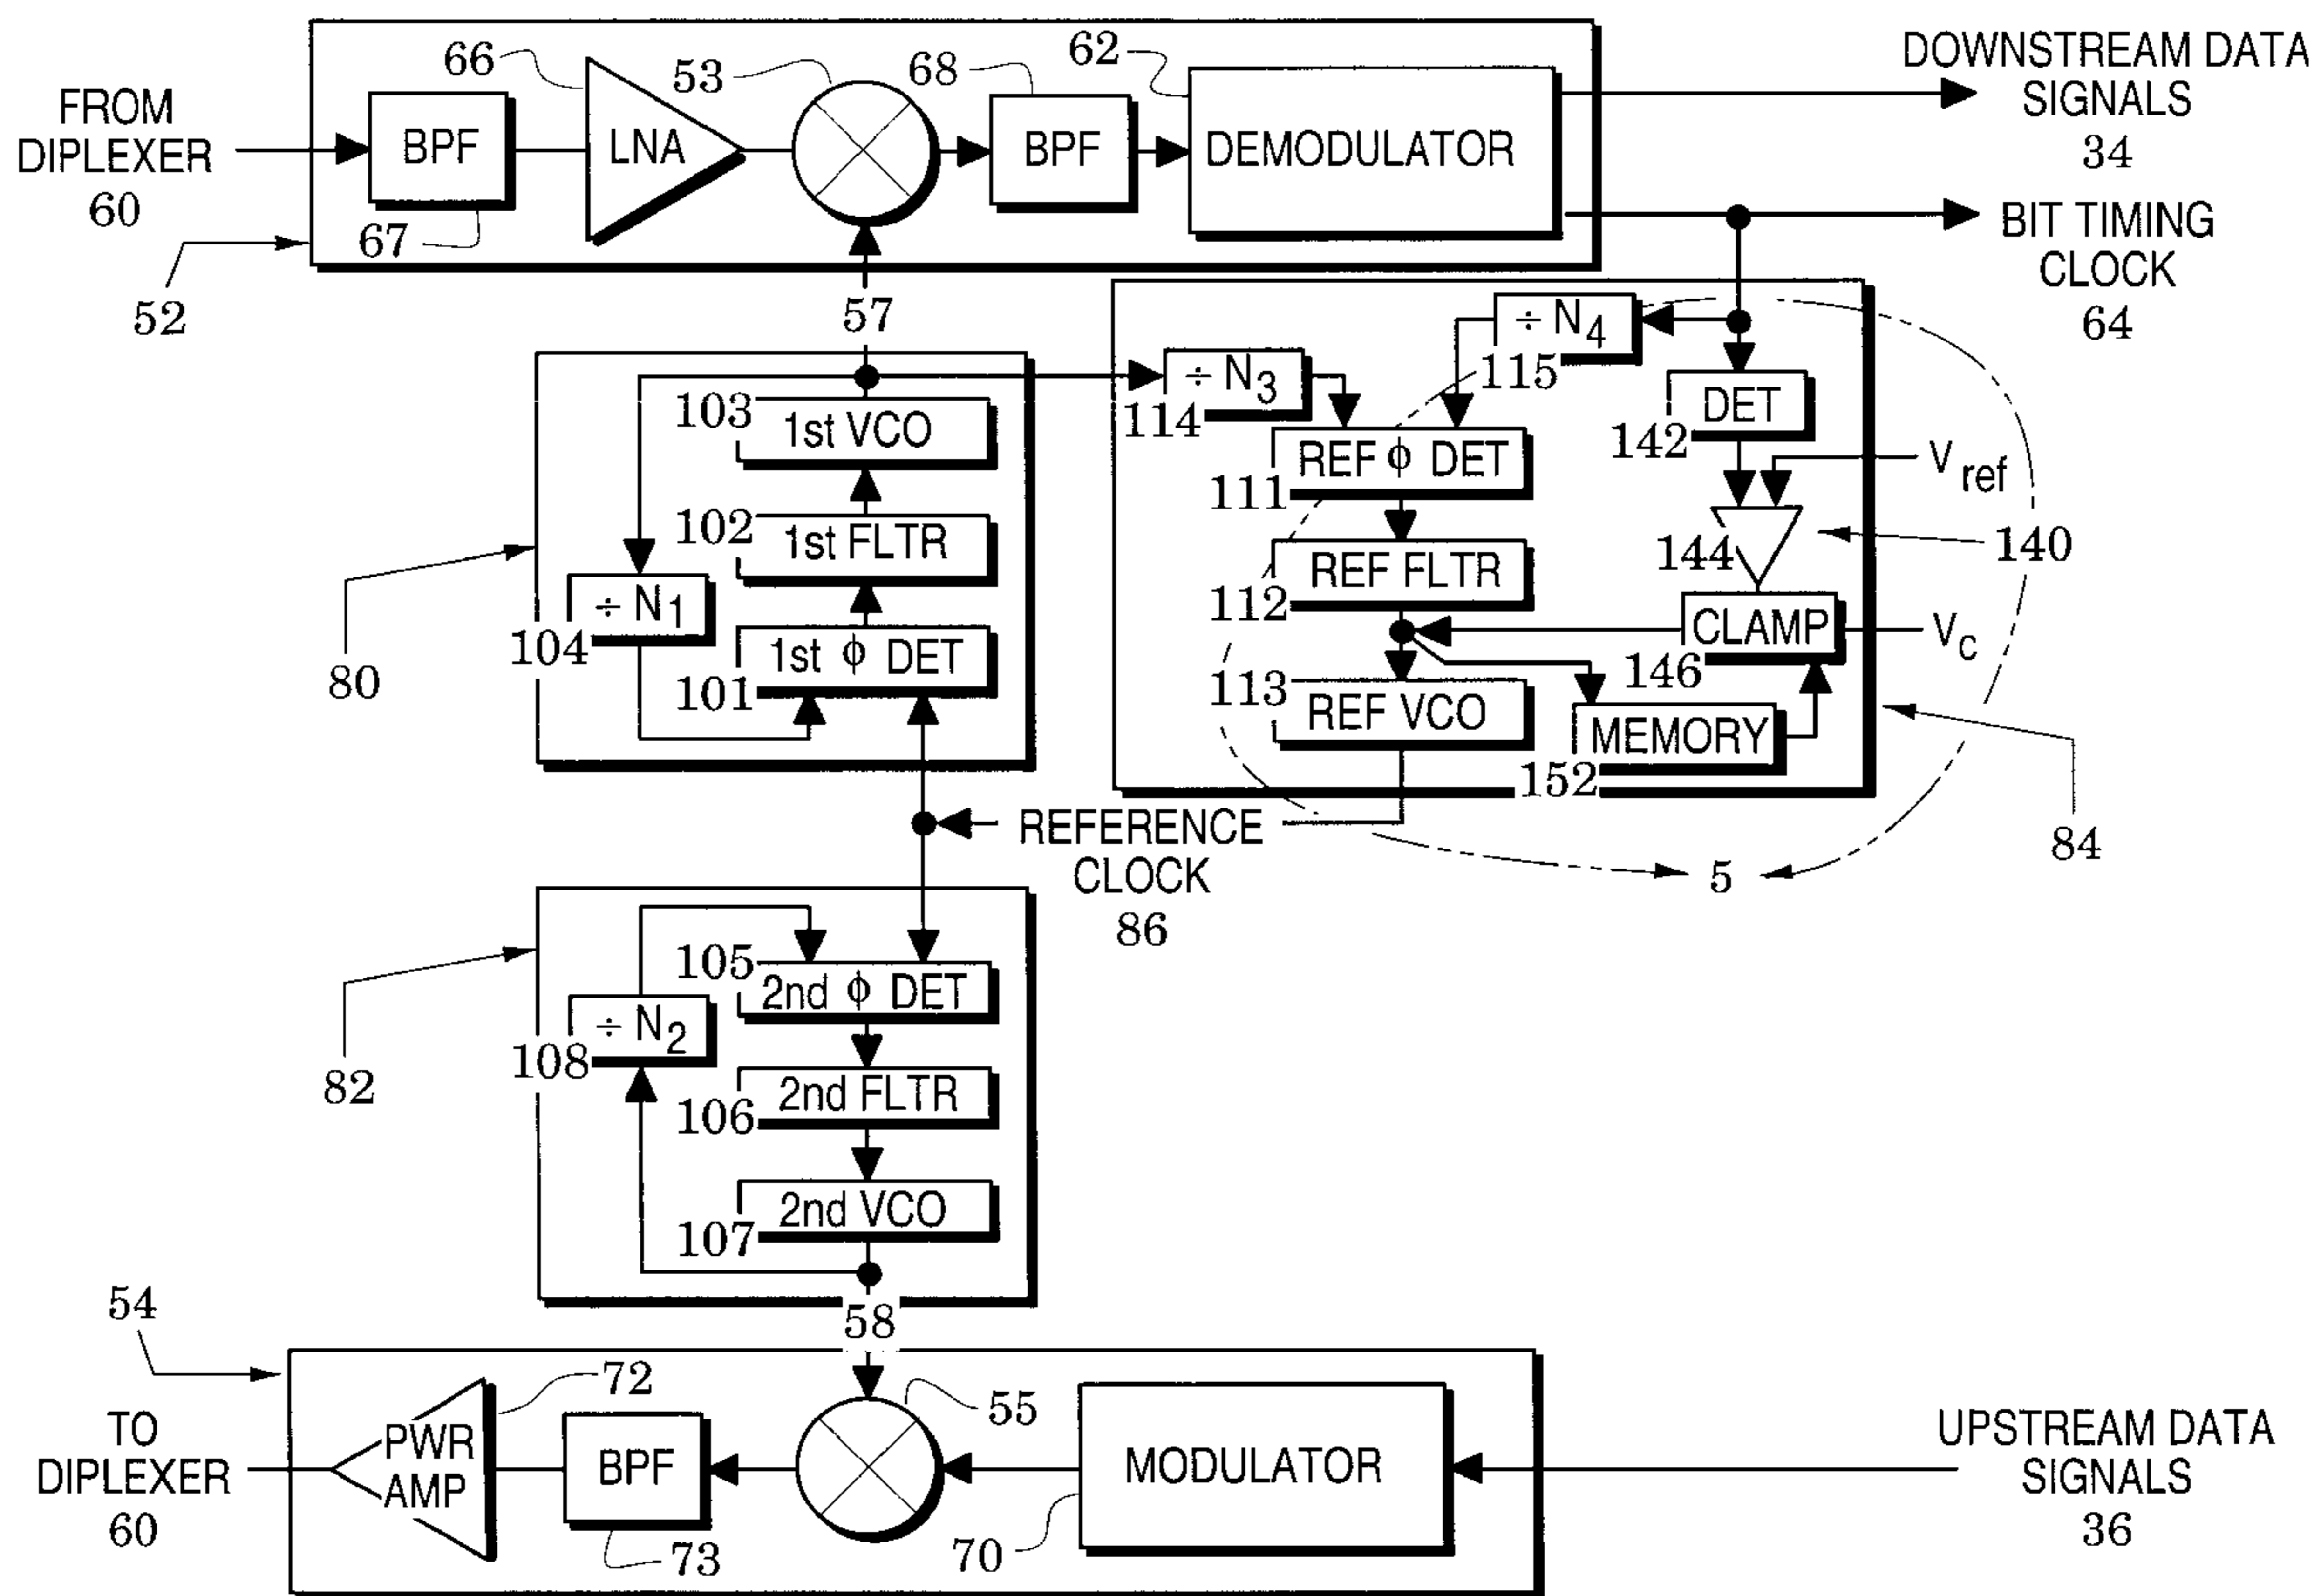 FROM
DIPLEXER
60
52
66
53
68
62
BPF
LNA
BPF
DEMODULATOR
67
DOWNSTREAM DATA
SIGNALS
34
BIT TIMING
CLOCK
64
57
103
1st VCO
102
1st FLTR
÷ N1
104
1st ϕ DET
101
80
÷ N3
114
÷ N4
115
DET
142
REF ϕ DET
111
Vref
144
140
REF FLTR
112
CLAMP
146
Vc
113
REF VCO
MEMORY
152
84
5
REFERENCE
CLOCK
86
105
2nd ϕ DET
÷ N2
108
2nd FLTR
106
2nd VCO
107
82
58
54
TO
DIPLEXER
60
72
PWR
AMP
BPF
73
55
MODULATOR
70
UPSTREAM DATA
SIGNALS
36